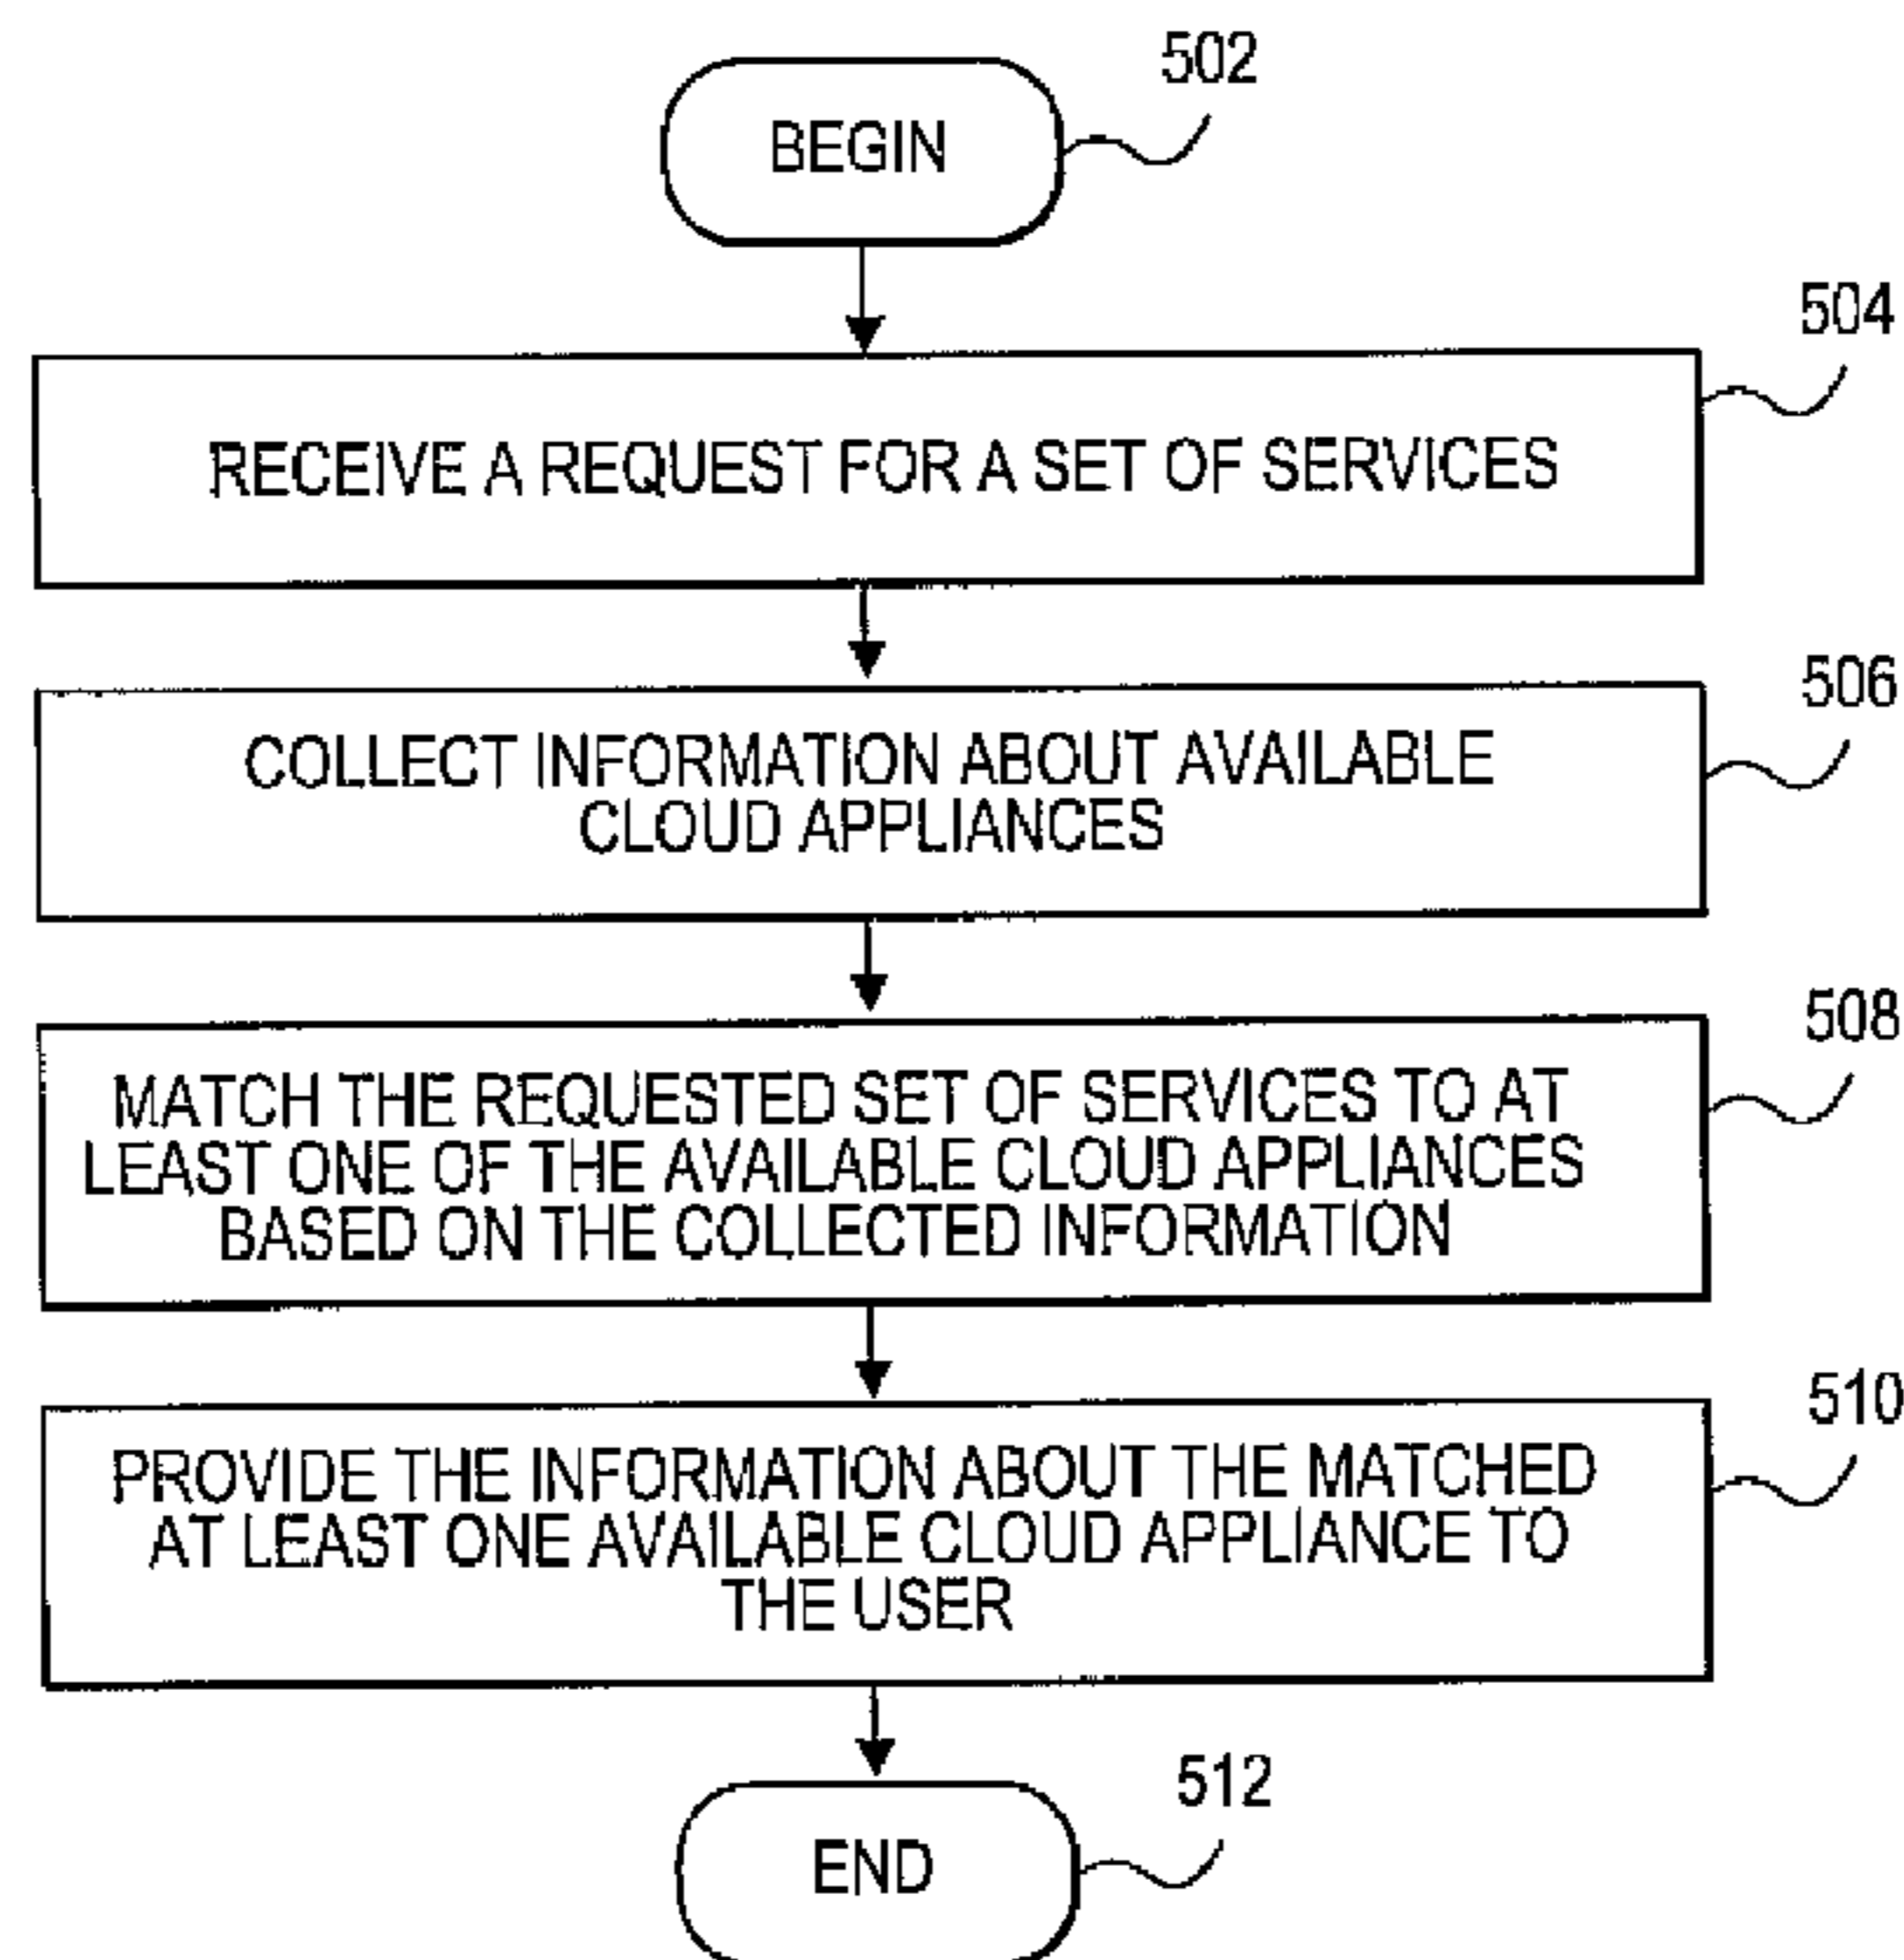 502
BEGIN
504
RECEIVE A REQUEST FOR A SET OF SERVICES
506
COLLECT INFORMATION ABOUT AVAILABLE
CLOUD APPLIANCES
508
MATCH THE REQUESTED SET OF SERVICES TO AT
LEAST ONE OF THE AVAILABLE CLOUD APPLIANCES
BASED ON THE COLLECTED INFORMATION
510
PROVIDE THE INFORMATION ABOUT THE MATCHED
AT LEAST ONE AVAILABLE CLOUD APPLIANCE TO
THE USER
512
END